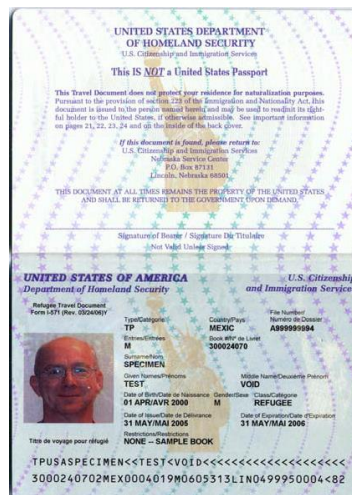 UNITED STATES DEPARTMENT
OF HOMELAND SECURITY
U.S. Citizenship and Immigration Services
This IS NOT a United States Passport
This Travel Document does not protect your residence for naturalization purposes.
Pursuant to the provision of section 223 of the Immigration and Nationality Act, this
document is issued to the person named herein and may be used to readmit its right-
ful holder to the United States, if otherwise admissible. See important information
on pages 21, 22, 23, 24 and on the inside of the back cover.
If this document is found, please return to:
U.S. Citizenship and Immigration Services
Nebraska Service Center
P.O. Box 87131
Lincoln, Nebraska 68501
THIS DOCUMENT AT ALL TIMES REMAINS THE PROPERTY OF THE UNITED STATES
AND SHALL BE RETURNED TO THE GOVERNMENT UPON DEMAND.
Signature of Bearer / Signature Du Titulaire
Not Valid Unless Signed
UNITED STATES OF AMERICA U.S. Citizenship
Department of Homeland Security and Immigration Services
Refugee Travel Document
Form I-571 (Rev. 03/24/06)Y
File Number/
Numéro de Dossier
Type/Catégorie Country/Pays
TP MEXIC A999999994
Entries/Entrées Book #/Nº de Livret
M 300024070
Surname/Nom
SPECIMEN
Given Names/Prénoms Middle Name/Deuxième Prénom
TEST VOID
Date of Birth/Date de Naissance Gender/Sexe Class/Catégorie
01 APR/AVR 2000 M REFUGEE
Date of Issue/Date de Délivrance Date of Expiration/Date d'Expiration
31 MAY/MAI 2005 31 MAY/MAI 2006
Restrictions/Restrictions
Titre de voyage pour réfugié NONE -- SAMPLE BOOK
TPUSASPECIMEN<<TEST<VOID<<<<<<<<<<<<<<<<<<<<
3000240702MEX0004019M0605313LIN0499950004<82